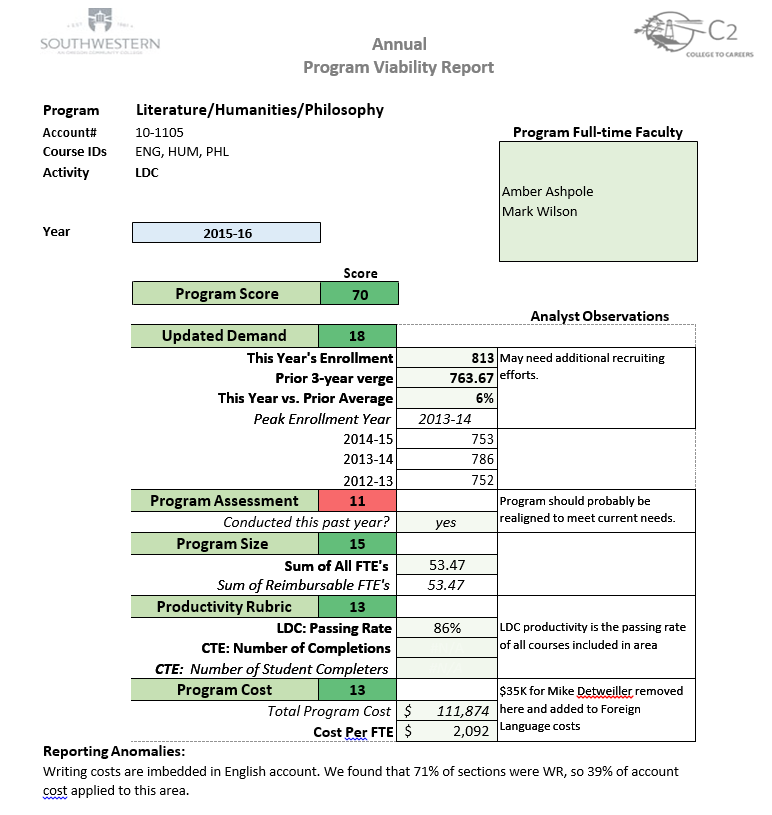 EST 1961
SOUTHWESTERN
Annual
Program Viability Report
C2
COLLEGE TO CAREERS
Program Literature/Humanities/Philosophy
Account# 10-1105
Course IDs ENG, HUM, PHL
Activity LDC
Program Full-time Faculty
Amber Ashpole
Mark Wilson
Year 2015-16
Score
Program Score 70
Analyst Observations
Updated Demand 18
This Year's Enrollment 813 May need additional recruiting
Prior 3-year verge 763.67 efforts.
This Year vs. Prior Average 6%
Peak Enrollment Year 2013-14
2014-15 753
2013-14 786
2012-13 752
Program Assessment 11 Program should probably be
Conducted this past year? yes realigned to meet current needs.
Program Size 15
Sum of All FTE's 53.47
Sum of Reimbursable FTE's 53.47
Productivity Rubric 13
LDC: Passing Rate 86% LDC productivity is the passing rate
CTE: Number of Completions of all courses included in area
CTE: Number of Student Completers
Program Cost 13 $35K for Mike Detweiller removed
Total Program Cost $ 111,874 here and added to Foreign
Cost Per FTE $ 2,092 Language costs
Reporting Anomalies:
Writing costs are imbedded in English account. We found that 71% of sections were WR, so 39% of account
cost applied to this area.